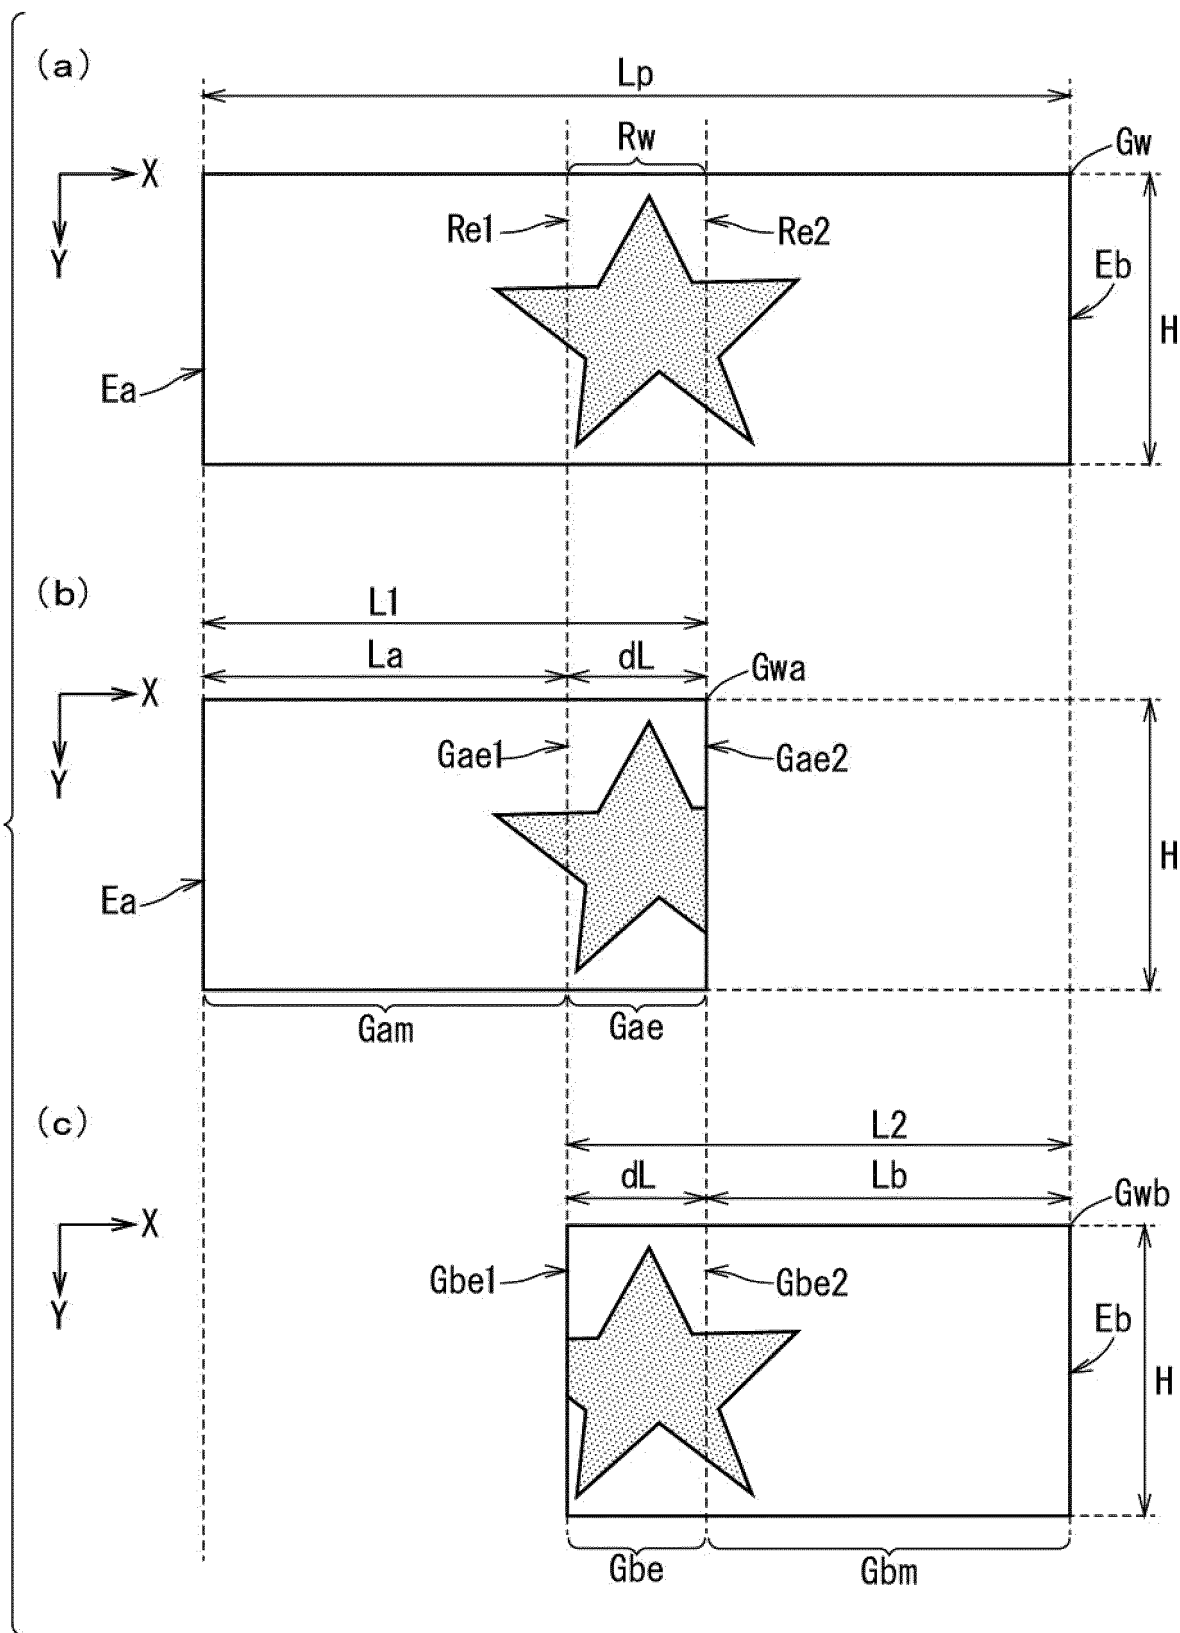 (a)
Lp
Rw
Gw
X
Y
Re1
Re2
Eb
H
Ea
(b)
L1
La
dL
Gwa
X
Y
Gae1
Gae2
H
Ea
Gam
Gae
(c)
L2
dL
Lb
Gwb
X
Y
Gbe1
Gbe2
Eb
H
Gbe
Gbm